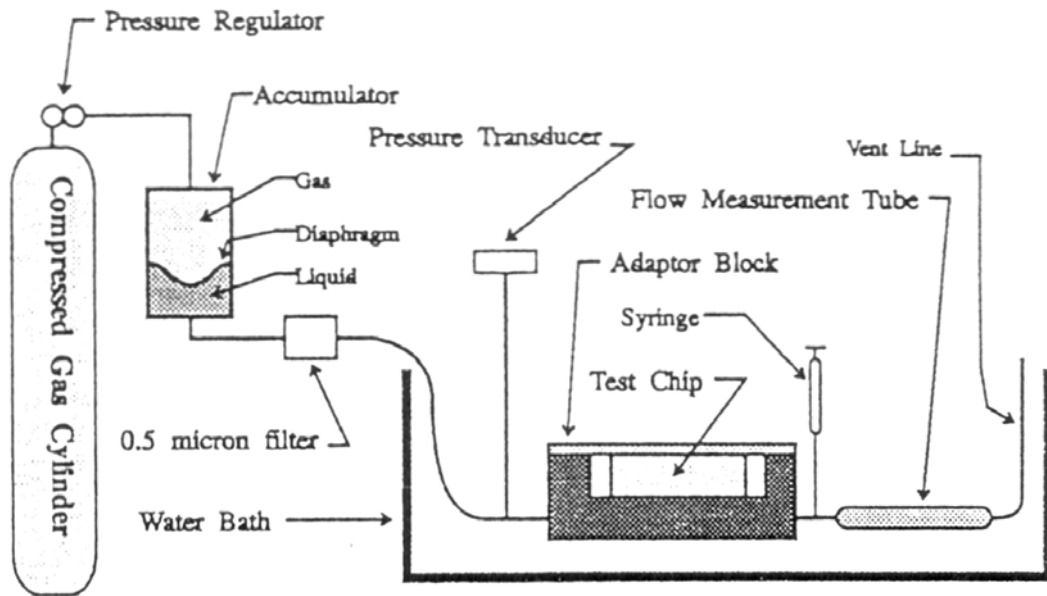 Pressure Regulator
Accumulator
Pressure Transducer
Vent Line
Gas
Flow Measurement Tube
Diaphragm
Adaptor Block
Liquid
Syringe
Test Chip
0.5 micron filter
Water Bath
Compressed Gas Cylinder